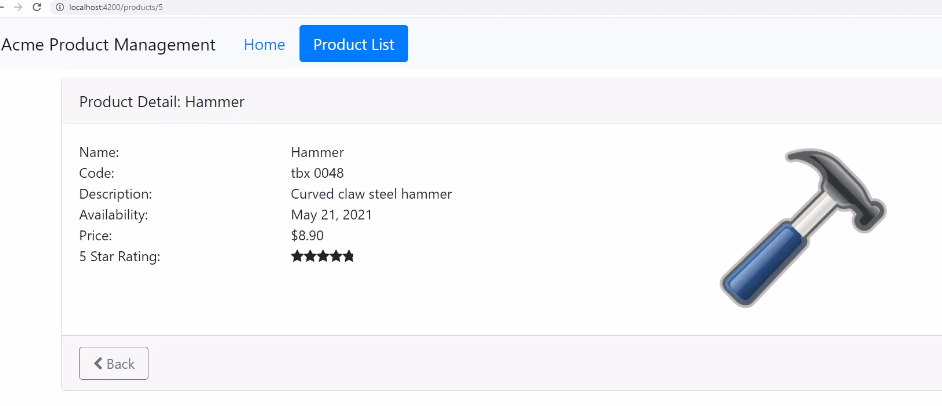 localhost:4200/products/5
Acme Product Management Home Product List
Product Detail: Hammer
Name: Hammer
Code: tbx 0048
Description: Curved claw steel hammer
Availability: May 21, 2021
Price: $8.90
5 Star Rating:
Back